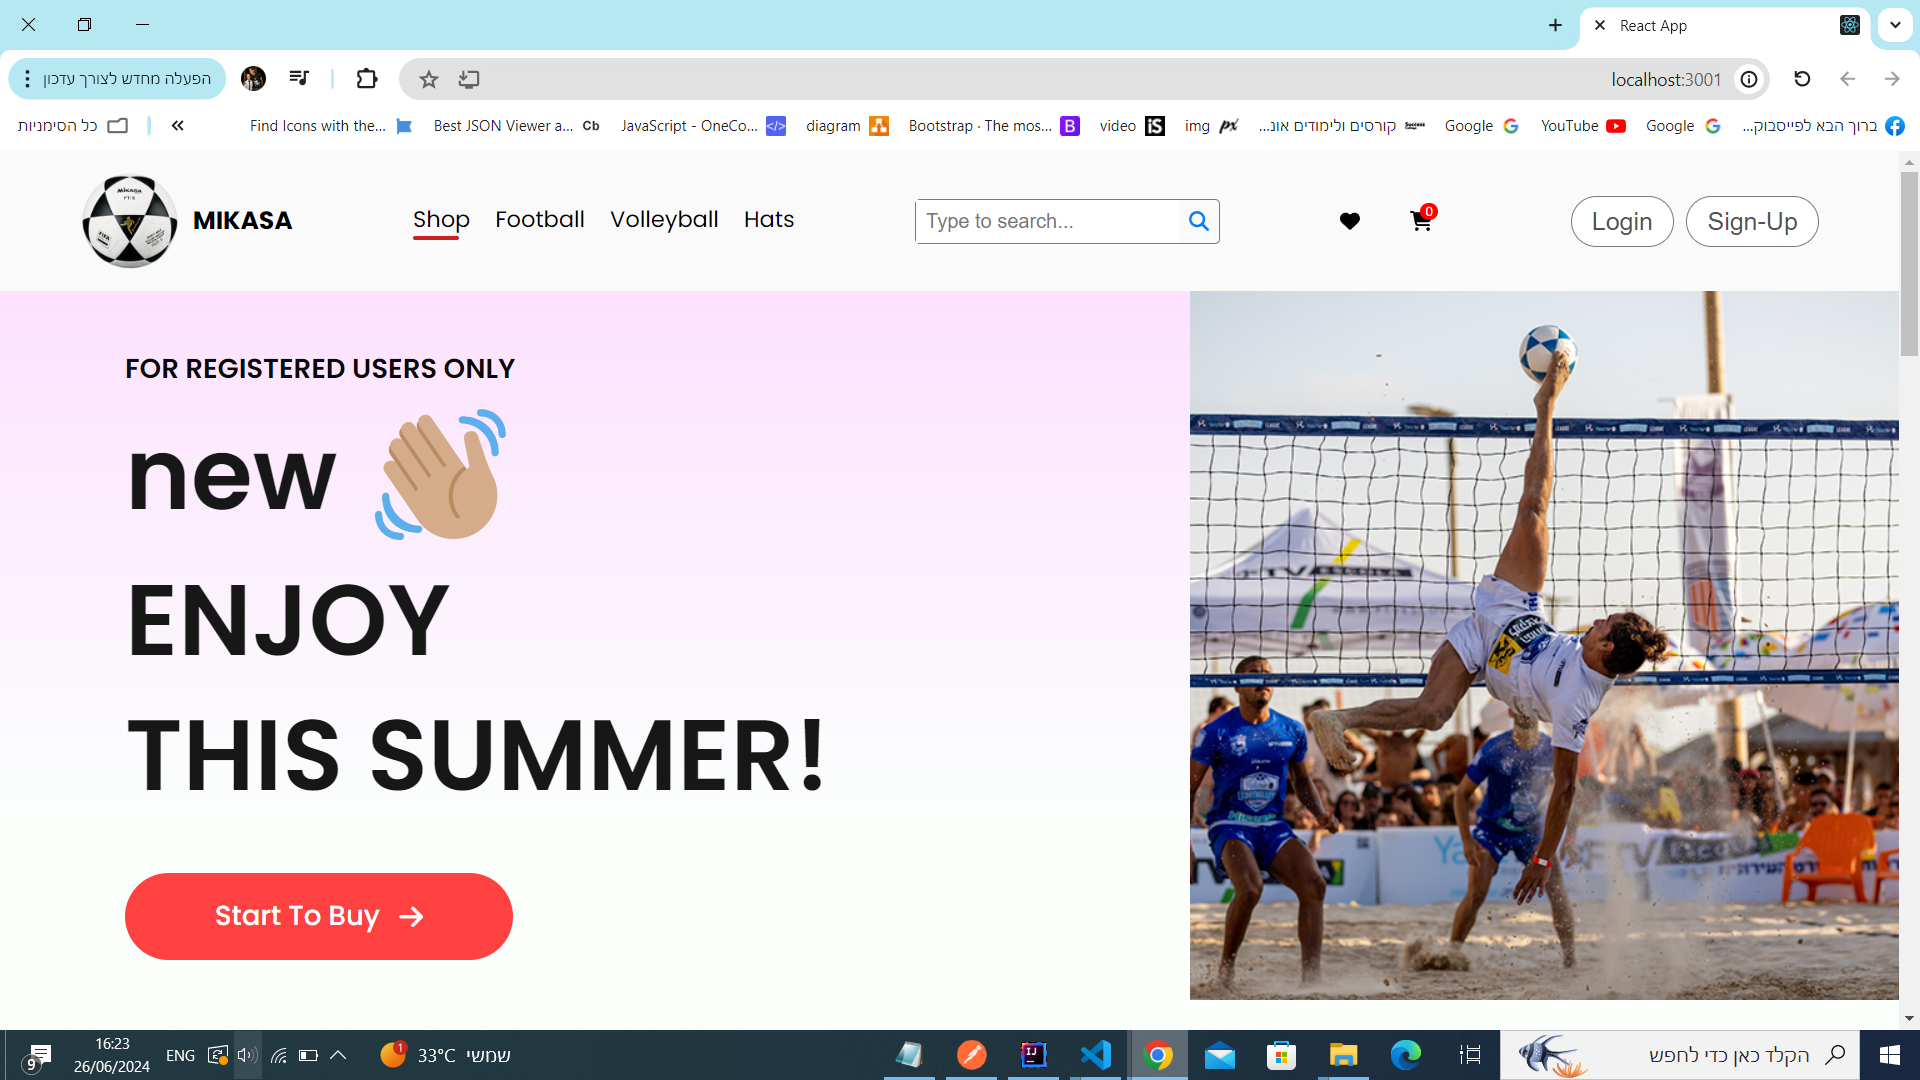 React App
הפעלה מחדש לצורך עדכון
localhost:3001
כל הסימניות
Find Icons with the...
Best JSON Viewer a...
Cb
JavaScript - OneCo...
diagram
Bootstrap · The mos...
video
img
קורסים ולימודים אונ...
Google
YouTube
Google
ברוך הבא לפייסבוק...
MIKASA
Shop
Football
Volleyball
Hats
Type to search...
0
Login
Sign-Up
FOR REGISTERED USERS ONLY
new
ENJOY
THIS SUMMER!
Start To Buy
9
16:23
26/06/2024
ENG
1
33°C
שמשי
הקלד כאן כדי לחפש